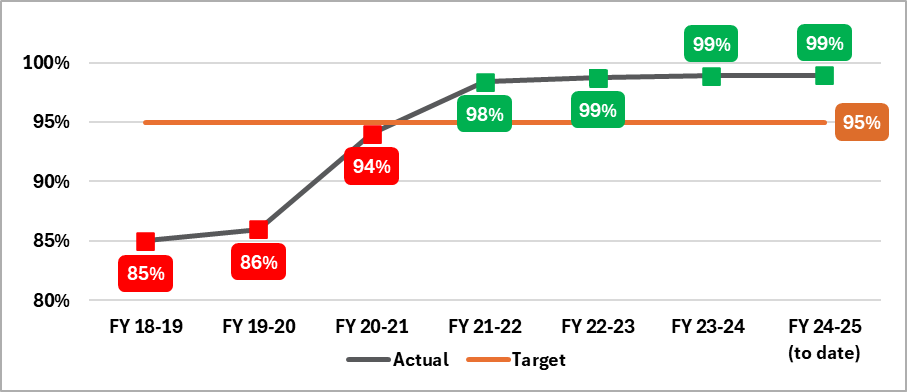 99%
99%
100%
98%
99%
95%
95%
94%
90%
85%
85%
86%
80%
FY 18-19
FY 19-20
FY 20-21
FY 21-22
FY 22-23
FY 23-24
FY 24-25
(to date)
Actual
Target